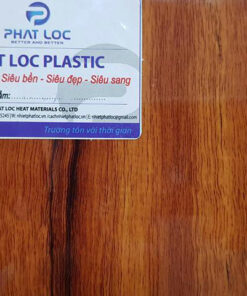 PHAT LOC
BETTER AND BETTER
T LOC PLASTIC
Siêu bền - Siêu đẹp - Siêu sang
ẩm:
T LOC HEAT MATERIALS CO., LTD
Trường tồn với thời gian